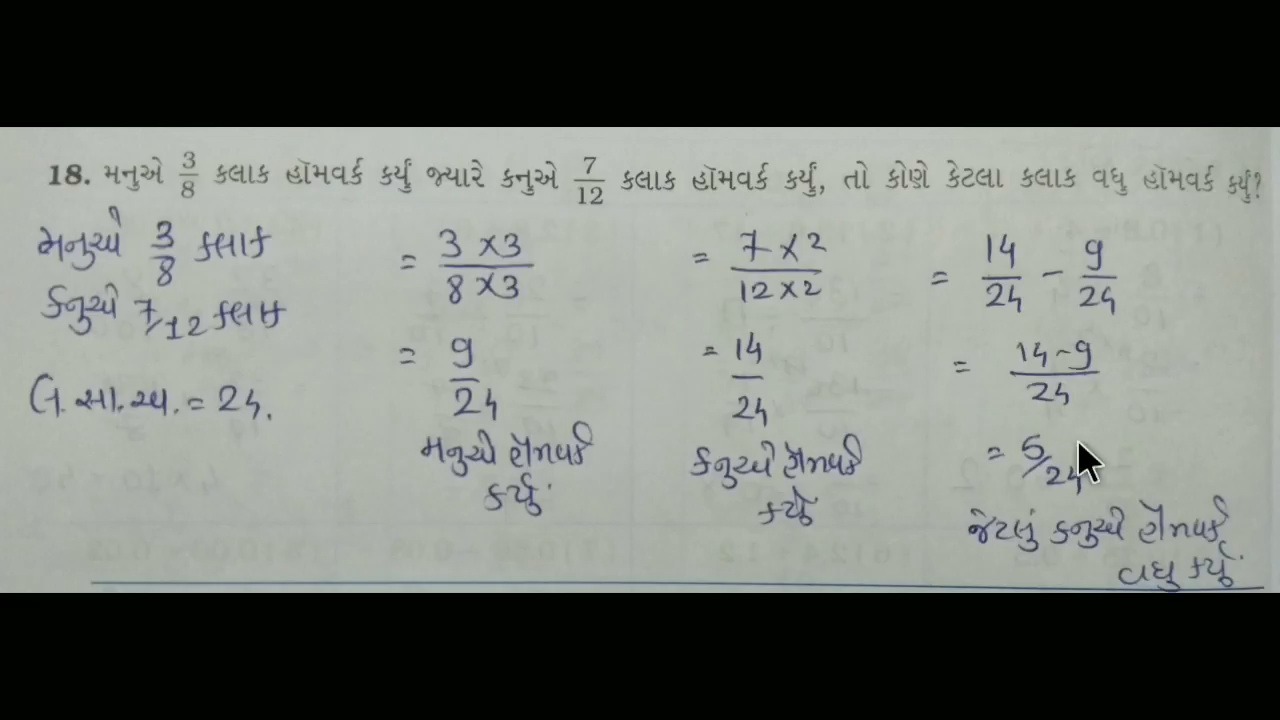 18. મનુએ 3/8 કલાક હૉમવર્ક કર્યું જ્યારે કનુએ 7/12 કલાક હૉમવર્ક કર્યું, તો કોણે કેટલા કલાક વધુ હૉમવર્ક કર્યું?
મનુએ 3/8 કલાક
કનુએ 7/12 કલાક
લ.સા.અ. = 24.
= 3 × 3 / 8 × 3
= 9/24
મનુએ હોમવર્ક
કર્યું.
= 7 × 2 / 12 × 2
= 14/24
કનુએ હોમવર્ક
કર્યું
= 14/24 - 9/24
= 14 - 9 / 24
= 5/24
જેટલું કનુએ હોમવર્ક
વધુ કર્યું.